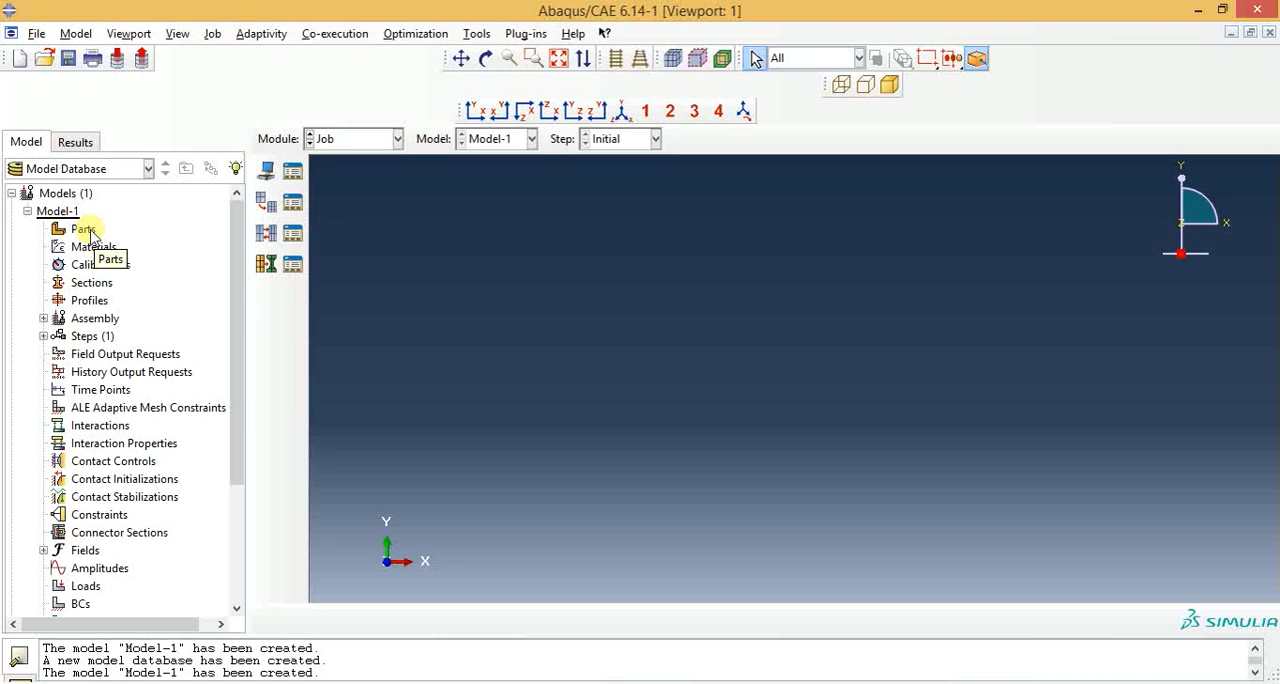 Abaqus/CAE 6.14-1 [Viewport: 1]
File Model Viewport View Job Adaptivity Co-execution Optimization Tools Plug-ins Help
All
1 2 3 4
Model Results
Module: Job Model: Model-1 Step: Initial
Model Database
Models (1)
Model-1
Parts
Materials
Parts
Sections
Profiles
Assembly
Steps (1)
Field Output Requests
History Output Requests
Time Points
ALE Adaptive Mesh Constraints
Interactions
Interaction Properties
Contact Controls
Contact Initializations
Contact Stabilizations
Constraints
Connector Sections
Fields
Amplitudes
Loads
BCs
Y
X
Z
Y
X
SIMULIA
The model "Model-1" has been created.
A new model database has been created.
The model "Model-1" has been created.